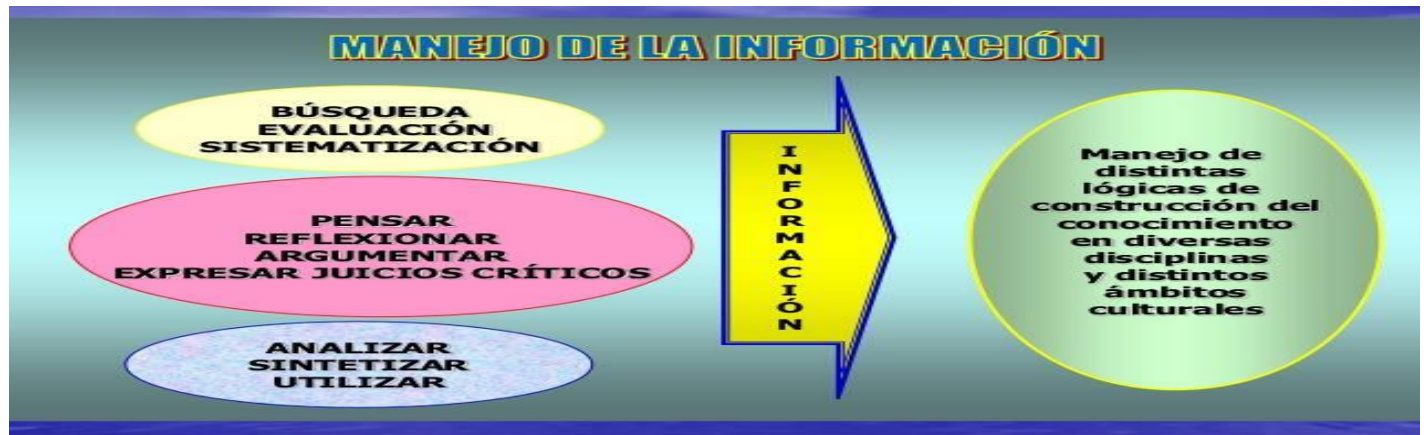 MANEJO DE LA INFORMACIÓN
BÚSQUEDA
EVALUACIÓN
SISTEMATIZACIÓN
PENSAR
REFLEXIONAR
ARGUMENTAR
EXPRESAR JUICIOS CRÍTICOS
ANALIZAR
SINTETIZAR
UTILIZAR
INFORMACIÓN
Manejo de
distintas
lógicas de
construcción del
conocimiento
en diversas
disciplinas
y distintos
ámbitos
culturales